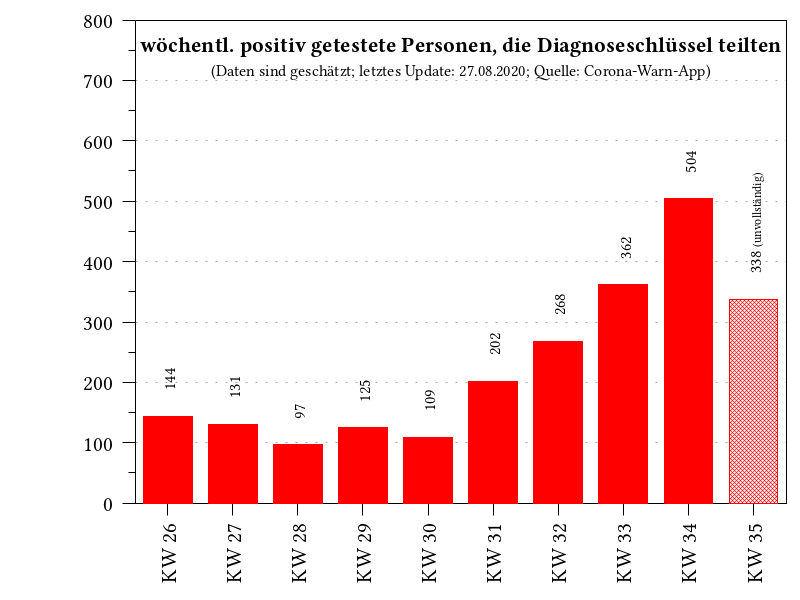 wöchentl. positiv getestete Personen, die Diagnoseschlüssel teilten
(Daten sind geschätzt; letztes Update: 27.08.2020; Quelle: Corona-Warn-App)
800
700
600
500
400
300
200
100
0
144
131
97
125
109
202
268
362
504
338 (unvollständig)
KW 26
KW 27
KW 28
KW 29
KW 30
KW 31
KW 32
KW 33
KW 34
KW 35